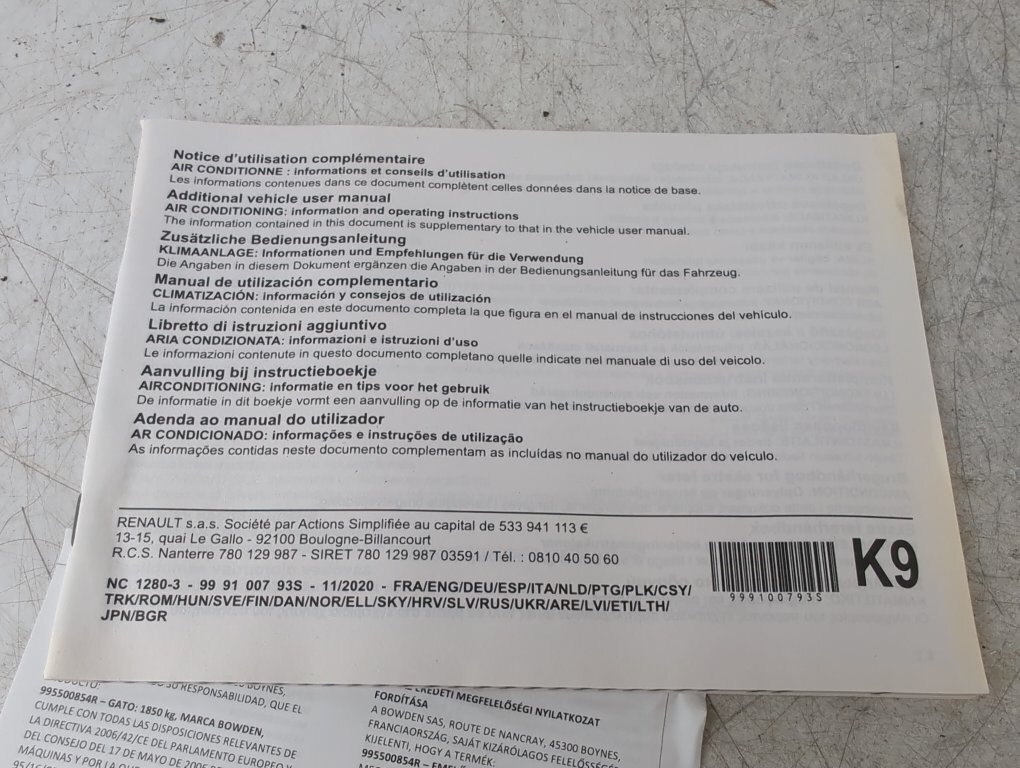 Notice d'utilisation complémentaire
AIR CONDITIONNE : informations et conseils d'utilisation
Les informations contenues dans ce document complètent celles données dans la notice de base.
Additional vehicle user manual
AIR CONDITIONING: information and operating instructions
The information contained in this document is supplementary to that in the vehicle user manual.
Zusätzliche Bedienungsanleitung
KLIMAANLAGE: Informationen und Empfehlungen für die Verwendung
Die Angaben in diesem Dokument ergänzen die Angaben in der Bedienungsanleitung für das Fahrzeug.
Manual de utilización complementario
CLIMATIZACIÓN: información y consejos de utilización
La información contenida en este documento completa la que figura en el manual de instrucciones del vehículo.
Libretto di istruzioni aggiuntivo
ARIA CONDIZIONATA: informazioni e istruzioni d'uso
Le informazioni contenute in questo documento completano quelle indicate nel manuale di uso del veicolo.
Aanvulling bij instructieboekje
AIRCONDITIONING: informatie en tips voor het gebruik
De informatie in dit boekje vormt een aanvulling op de informatie van het instructieboekje van de auto.
Adenda ao manual do utilizador
AR CONDICIONADO: informações e instruções de utilização
As informações contidas neste documento complementam as incluídas no manual do utilizador do veículo.
RENAULT s.a.s. Société par Actions Simplifiée au capital de 533 941 113 €
13-15, quai Le Gallo - 92100 Boulogne-Billancourt
R.C.S. Nanterre 780 129 987 - SIRET 780 129 987 03591 / Tél. : 0810 40 50 60
K9
999100793S
NC 1280-3 - 99 91 007 93S - 11/2020 - FRA/ENG/DEU/ESP/ITA/NLD/PTG/PLK/CSY/
TRK/ROM/HUN/SVE/FIN/DAN/NOR/ELL/SKY/HRV/SLV/RUS/UKR/ARE/LVI/ETI/LTH/
JPN/BGR
SU RESPONSABILIDAD, QUE EL
995500854R – GATO: 1850 kg, MARCA BOWDEN,
CUMPLE CON TODAS LAS DISPOSICIONES RELEVANTES DE
LA DIRECTIVA 2006/42/CE DEL PARLAMENTO EUROPEO Y
DEL CONSEJO DEL 17 DE MAYO DE 2006
MÁQUINAS Y POR LA
EREDETI MEGFELELŐSÉGI NYILATKOZAT
FORDÍTÁSA
A BOWDEN SAS, ROUTE DE NANCRAY, 45300 BOYNES,
FRANCIAORSZÁG, SAJÁT KIZÁRÓLAGOS FELELŐSSÉGÉRE
KIJELENTI, HOGY A TERMÉK: